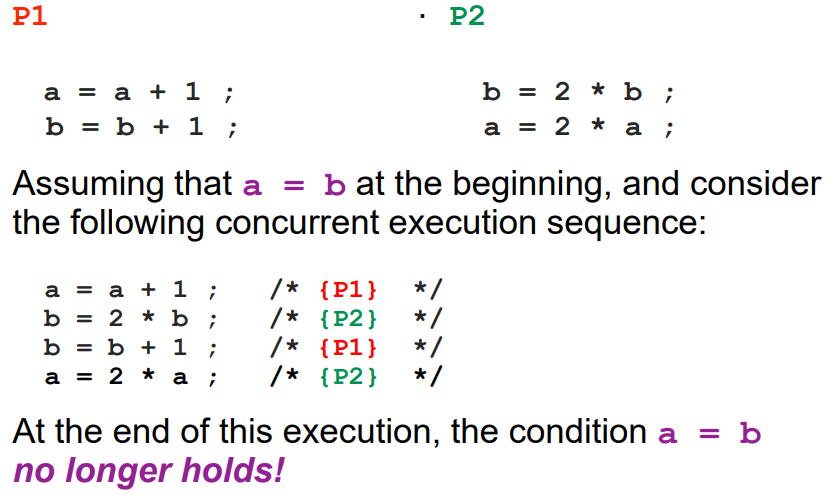 P1 · P2
a = a + 1 ; b = 2 * b ;
b = b + 1 ; a = 2 * a ;
Assuming that a = b at the beginning, and consider
the following concurrent execution sequence:
a = a + 1 ; /* {P1} */
b = 2 * b ; /* {P2} */
b = b + 1 ; /* {P1} */
a = 2 * a ; /* {P2} */
At the end of this execution, the condition a = b
no longer holds!